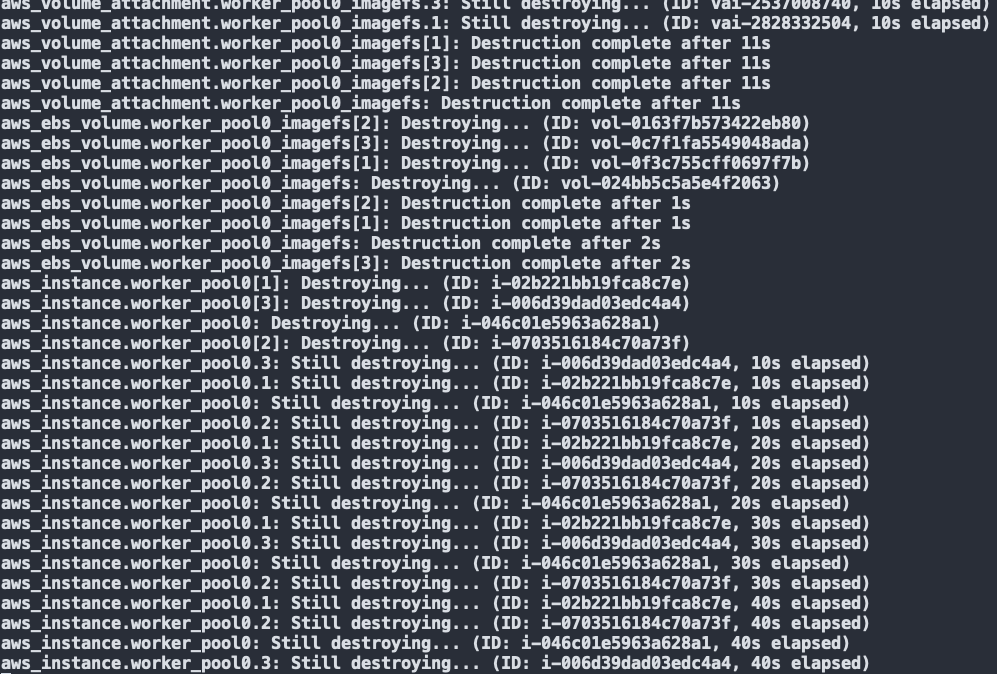 aws_volume_attachment.worker_pool0_imagefs.3: Still destroying... (ID: vai-2537008740, 10s elapsed)
aws_volume_attachment.worker_pool0_imagefs.1: Still destroying... (ID: vai-2828332504, 10s elapsed)
aws_volume_attachment.worker_pool0_imagefs[1]: Destruction complete after 11s
aws_volume_attachment.worker_pool0_imagefs[3]: Destruction complete after 11s
aws_volume_attachment.worker_pool0_imagefs[2]: Destruction complete after 11s
aws_volume_attachment.worker_pool0_imagefs: Destruction complete after 11s
aws_ebs_volume.worker_pool0_imagefs[2]: Destroying... (ID: vol-0163f7b573422eb80)
aws_ebs_volume.worker_pool0_imagefs[3]: Destroying... (ID: vol-0c7f1fa5549048ada)
aws_ebs_volume.worker_pool0_imagefs[1]: Destroying... (ID: vol-0f3c755cff0697f7b)
aws_ebs_volume.worker_pool0_imagefs: Destroying... (ID: vol-024bb5c5a5e4f2063)
aws_ebs_volume.worker_pool0_imagefs[2]: Destruction complete after 1s
aws_ebs_volume.worker_pool0_imagefs[1]: Destruction complete after 1s
aws_ebs_volume.worker_pool0_imagefs: Destruction complete after 2s
aws_ebs_volume.worker_pool0_imagefs[3]: Destruction complete after 2s
aws_instance.worker_pool0[1]: Destroying... (ID: i-02b221bb19fca8c7e)
aws_instance.worker_pool0[3]: Destroying... (ID: i-006d39dad03edc4a4)
aws_instance.worker_pool0: Destroying... (ID: i-046c01e5963a628a1)
aws_instance.worker_pool0[2]: Destroying... (ID: i-0703516184c70a73f)
aws_instance.worker_pool0.3: Still destroying... (ID: i-006d39dad03edc4a4, 10s elapsed)
aws_instance.worker_pool0.1: Still destroying... (ID: i-02b221bb19fca8c7e, 10s elapsed)
aws_instance.worker_pool0: Still destroying... (ID: i-046c01e5963a628a1, 10s elapsed)
aws_instance.worker_pool0.2: Still destroying... (ID: i-0703516184c70a73f, 10s elapsed)
aws_instance.worker_pool0.1: Still destroying... (ID: i-02b221bb19fca8c7e, 20s elapsed)
aws_instance.worker_pool0.3: Still destroying... (ID: i-006d39dad03edc4a4, 20s elapsed)
aws_instance.worker_pool0.2: Still destroying... (ID: i-0703516184c70a73f, 20s elapsed)
aws_instance.worker_pool0: Still destroying... (ID: i-046c01e5963a628a1, 20s elapsed)
aws_instance.worker_pool0.1: Still destroying... (ID: i-02b221bb19fca8c7e, 30s elapsed)
aws_instance.worker_pool0.3: Still destroying... (ID: i-006d39dad03edc4a4, 30s elapsed)
aws_instance.worker_pool0: Still destroying... (ID: i-046c01e5963a628a1, 30s elapsed)
aws_instance.worker_pool0.2: Still destroying... (ID: i-0703516184c70a73f, 30s elapsed)
aws_instance.worker_pool0.1: Still destroying... (ID: i-02b221bb19fca8c7e, 40s elapsed)
aws_instance.worker_pool0.2: Still destroying... (ID: i-0703516184c70a73f, 40s elapsed)
aws_instance.worker_pool0: Still destroying... (ID: i-046c01e5963a628a1, 40s elapsed)
aws_instance.worker_pool0.3: Still destroying... (ID: i-006d39dad03edc4a4, 40s elapsed)